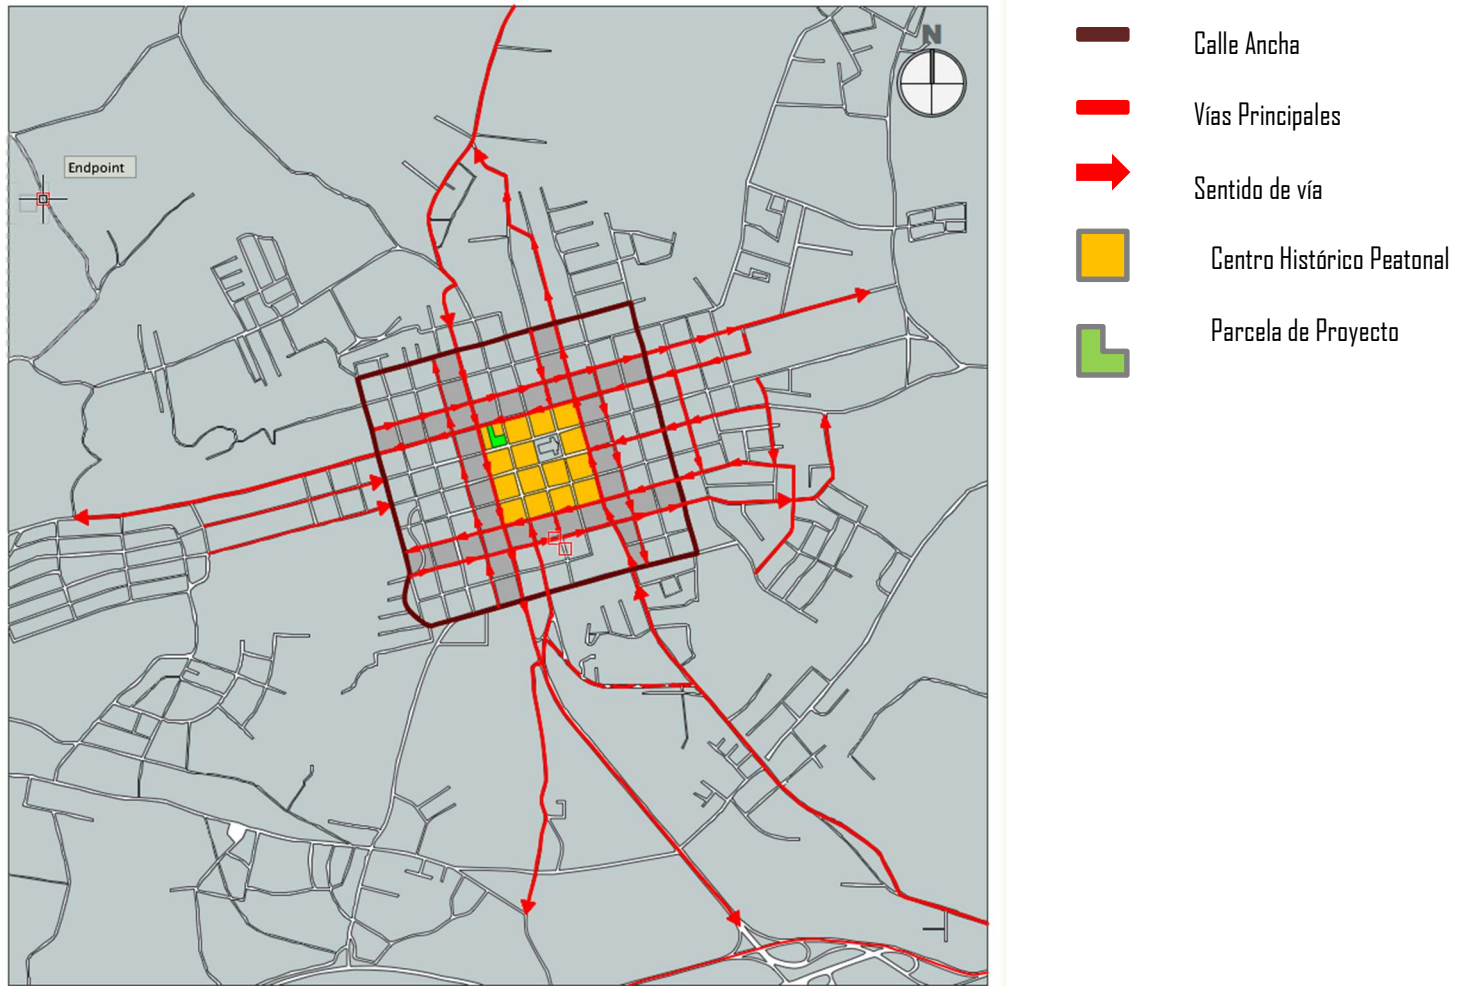 N
Endpoint
Calle Ancha
Vías Principales
Sentido de vía
Centro Histórico Peatonal
Parcela de Proyecto